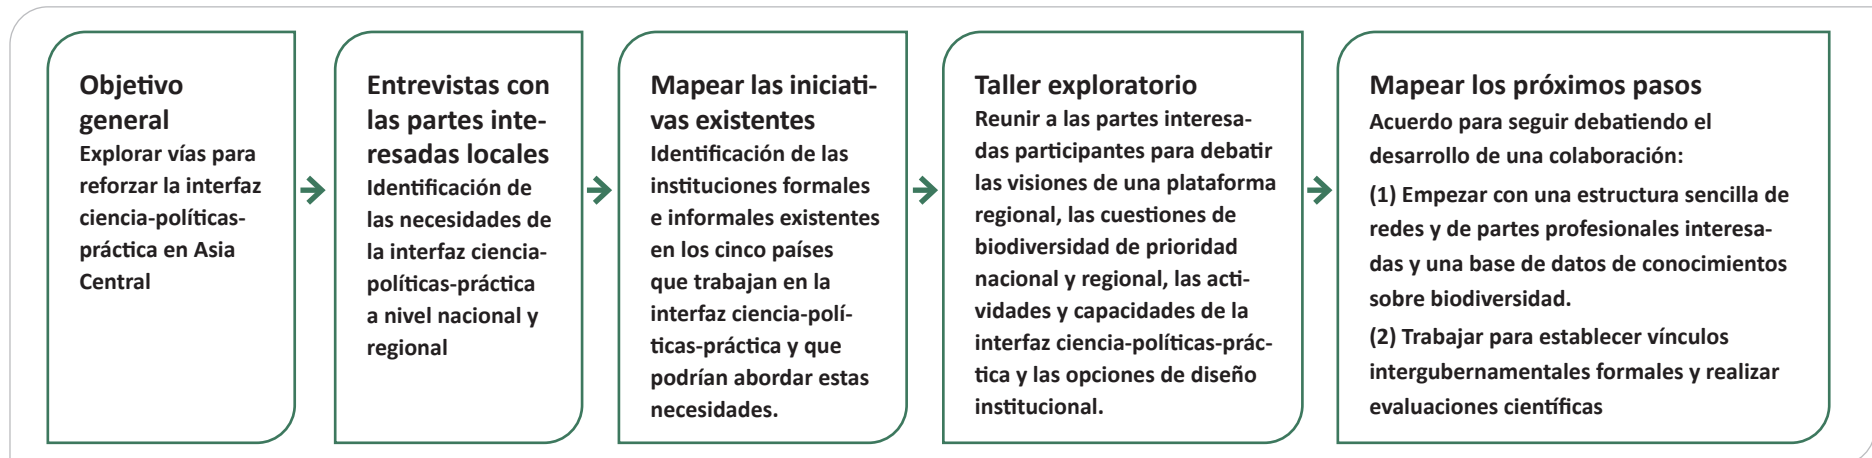 Objetivo
general
Explorar vías para
reforzar la interfaz
ciencia-políticas-
práctica en Asia
Central
Entrevistas con
las partes inte-
resadas locales
Identificación de
las necesidades de
la interfaz ciencia-
políticas-práctica
a nivel nacional y
regional
Mapear las iniciati-
vas existentes
Identificación de las
instituciones formales
e informales existentes
en los cinco países
que trabajan en la
interfaz ciencia-polí-
ticas-práctica y que
podrían abordar estas
necesidades.
Taller exploratorio
Reunir a las partes interesa-
das participantes para debatir
las visiones de una plataforma
regional, las cuestiones de
biodiversidad de prioridad
nacional y regional, las acti-
vidades y capacidades de la
interfaz ciencia-políticas-prác-
tica y las opciones de diseño
institucional.
Mapear los próximos pasos
Acuerdo para seguir debatiendo el
desarrollo de una colaboración:
(1) Empezar con una estructura sencilla de
redes y de partes profesionales interesa-
das y una base de datos de conocimientos
sobre biodiversidad.
(2) Trabajar para establecer vínculos
intergubernamentales formales y realizar
evaluaciones científicas